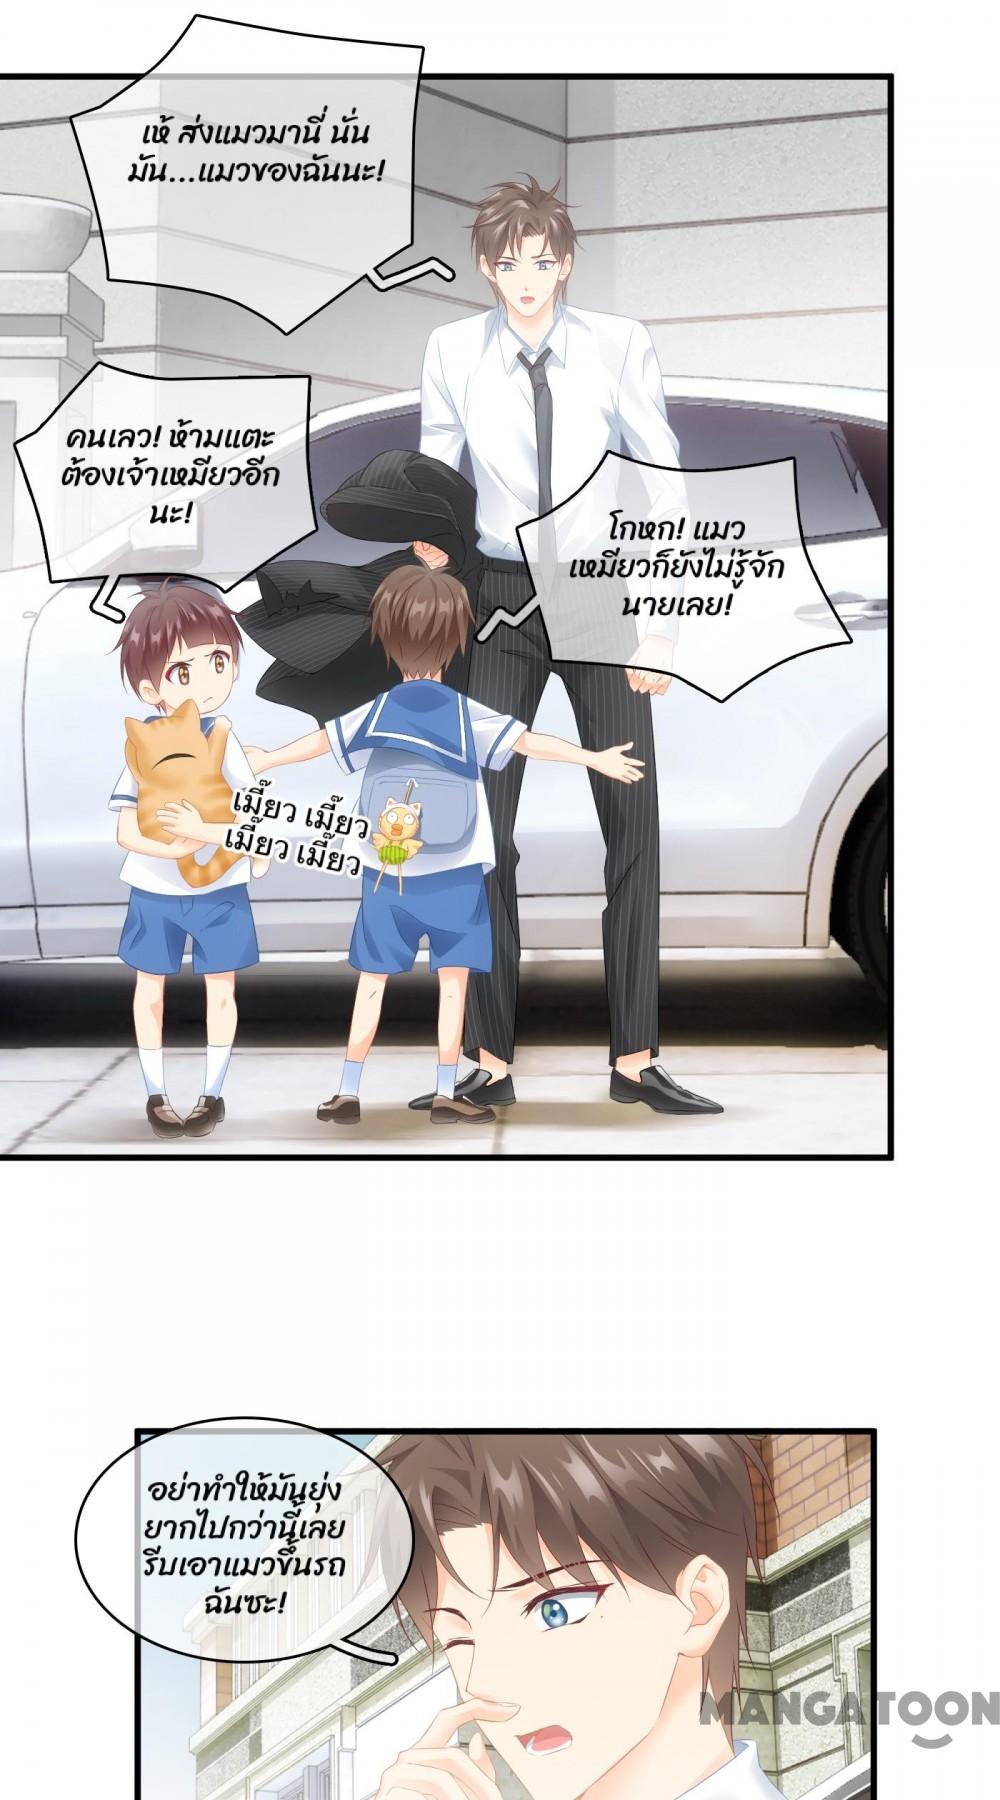 เห้ ส่งแมวมานี่ นั่น
มัน...แมวของฉันนะ!
คนเลว! ห้ามแตะ
ต้องเจ้าเหมียวอีก
นะ!
โกหก! แมว
เหมียวก็ยังไม่รู้จัก
นายเลย!
เมี๊ยว เมี๊ยว
เมี๊ยว เมี๊ยว
อย่าทำให้มันยุ่ง
ยากไปกว่านี้เลย
รีบเอาแมวขึ้นรถ
ฉันซะ!
MANGATOON